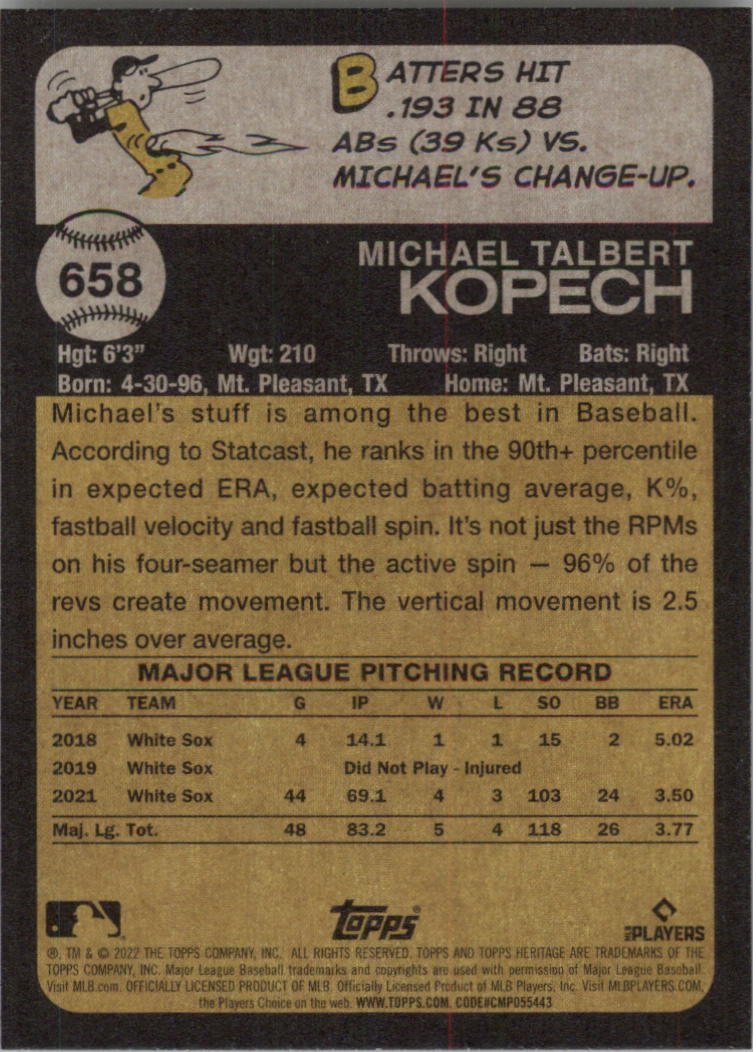 BATTERS HIT
.193 IN 88
ABs (39 Ks) VS.
MICHAEL'S CHANGE-UP.
658
MICHAEL TALBERT
KOPECH
Hgt: 6'3" Wgt: 210 Throws: Right Bats: Right
Born: 4-30-96, Mt. Pleasant, TX Home: Mt. Pleasant, TX
Michael's stuff is among the best in Baseball.
According to Statcast, he ranks in the 90th+ percentile
in expected ERA, expected batting average, K%,
fastball velocity and fastball spin. It's not just the RPMs
on his four-seamer but the active spin — 96% of the
revs create movement. The vertical movement is 2.5
inches over average.
MAJOR LEAGUE PITCHING RECORD
YEAR TEAM G IP W L SO BB ERA
2018 White Sox 4 14.1 1 1 15 2 5.02
2019 White Sox Did Not Play - Injured
2021 White Sox 44 69.1 4 3 103 24 3.50
Maj. Lg. Tot. 48 83.2 5 4 118 26 3.77
Topps®
MLB PLAYERS
®, TM & © 2022 THE TOPPS COMPANY, INC. ALL RIGHTS RESERVED. TOPPS AND TOPPS HERITAGE ARE TRADEMARKS OF THE
TOPPS COMPANY, INC. Major League Baseball trademarks and copyrights are used with permission of Major League Baseball.
Visit MLB.com. OFFICIALLY LICENSED PRODUCT OF MLB. Officially Licensed Product of MLB Players, Inc. Visit MLBPLAYERS.COM,
the Players Choice on the web. WWW.TOPPS.COM. CODE#CMP055443